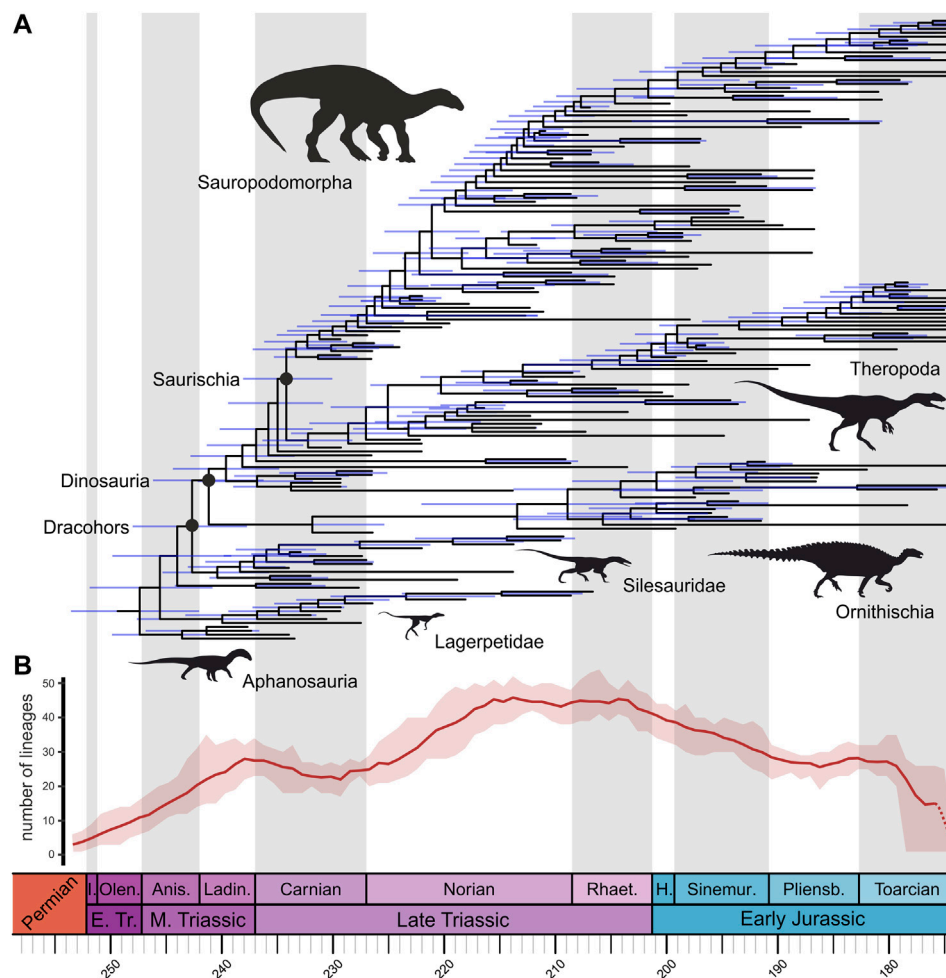 A
Sauropodomorpha
Saurischia
Theropoda
Dinosauria
Dracohors
Silesauridae
Ornithischia
Lagerpetidae
Aphanosauria
B
number of lineages
50
40
30
20
10
0
Permian
I. Olen. Anis. Ladin. Carnian Norian Rhaet. H. Sinemur. Pliensb. Toarcian
E. Tr. M. Triassic Late Triassic Early Jurassic
250 240 230 220 210 200 190 180